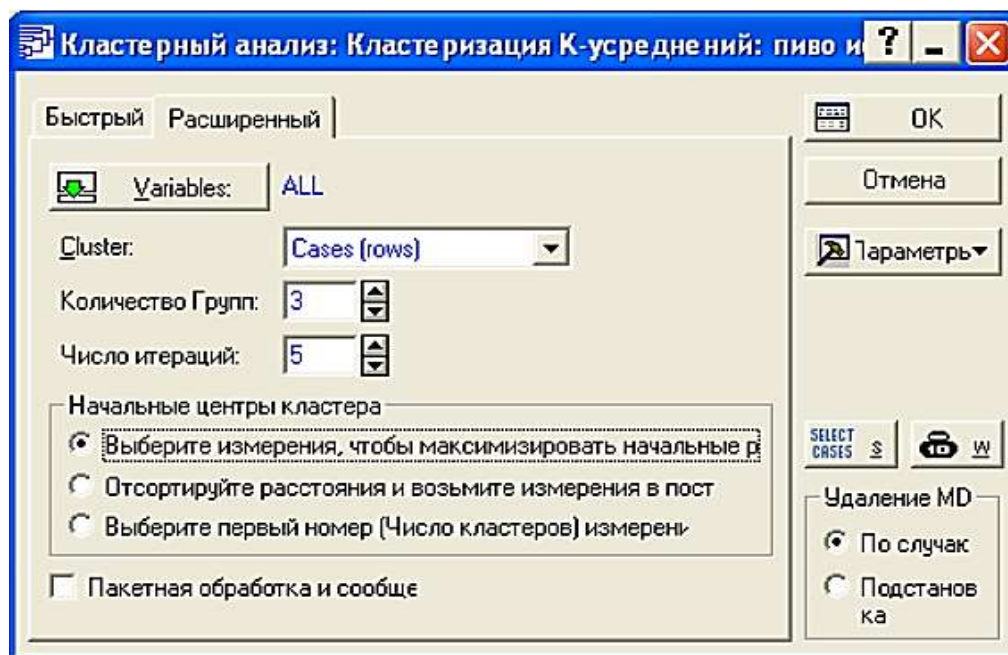 Кластерный анализ: Кластеризация К-усреднений: пиво ис
Быстрый Расширенный
Variables: ALL
Cluster: Cases (rows)
Количество Групп: 3
Число итераций: 5
Начальные центры кластера
Выберите измерения, чтобы максимизировать начальные р
Отсортируйте расстояния и возьмите измерения в пост
Выберите первый номер (Число кластеров) измерени
Пакетная обработка и сообще
OK
Отмена
Параметры
SELECT CASES S W
Удаление MD
По случак
Подстанов
ка